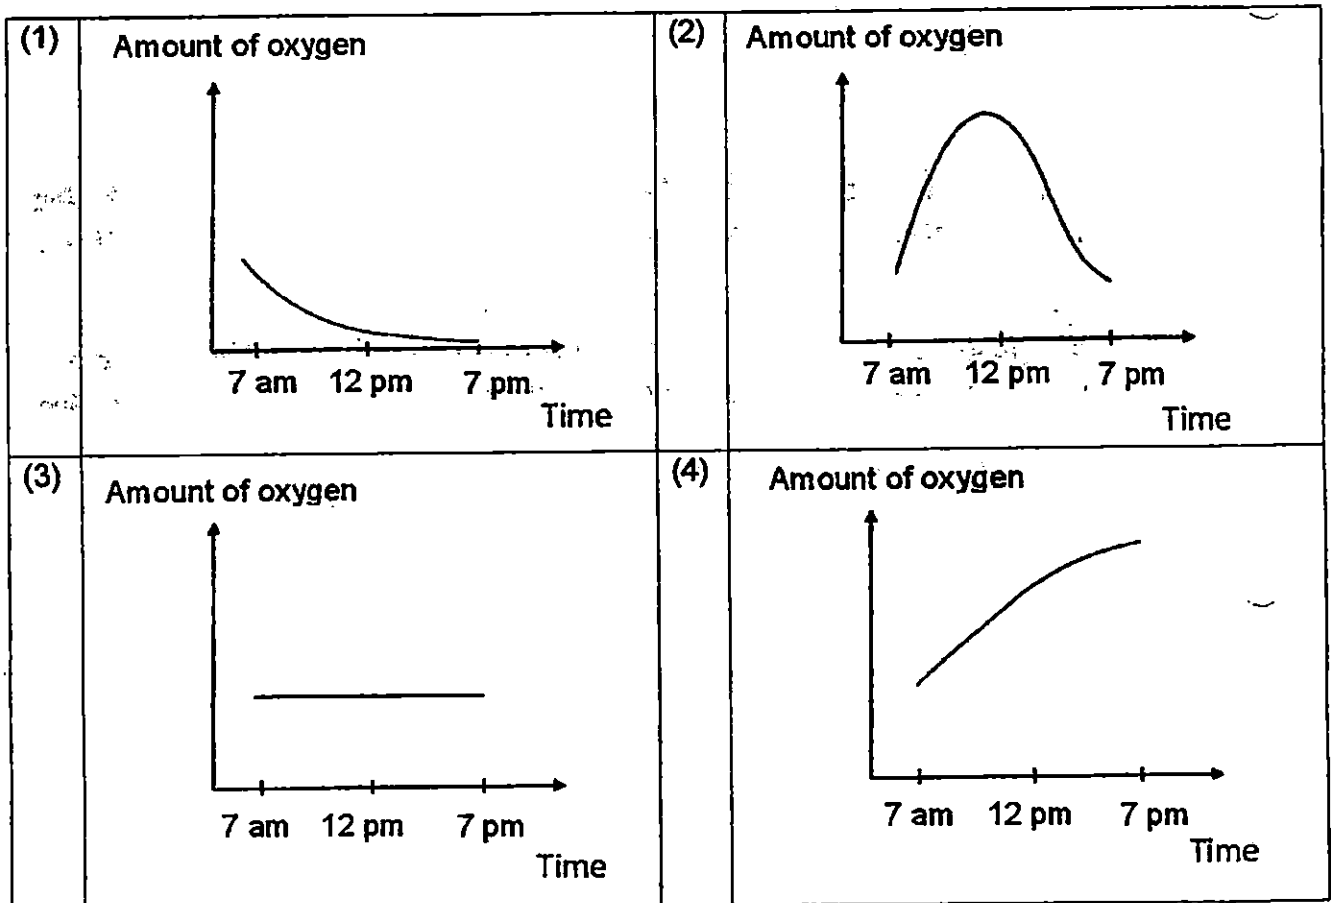 (1)
Amount of oxygen
7 am 12 pm 7 pm
Time
(2)
Amount of oxygen
7 am 12 pm 7 pm
Time
(3)
Amount of oxygen
7 am 12 pm 7 pm
Time
(4)
Amount of oxygen
7 am 12 pm 7 pm
Time